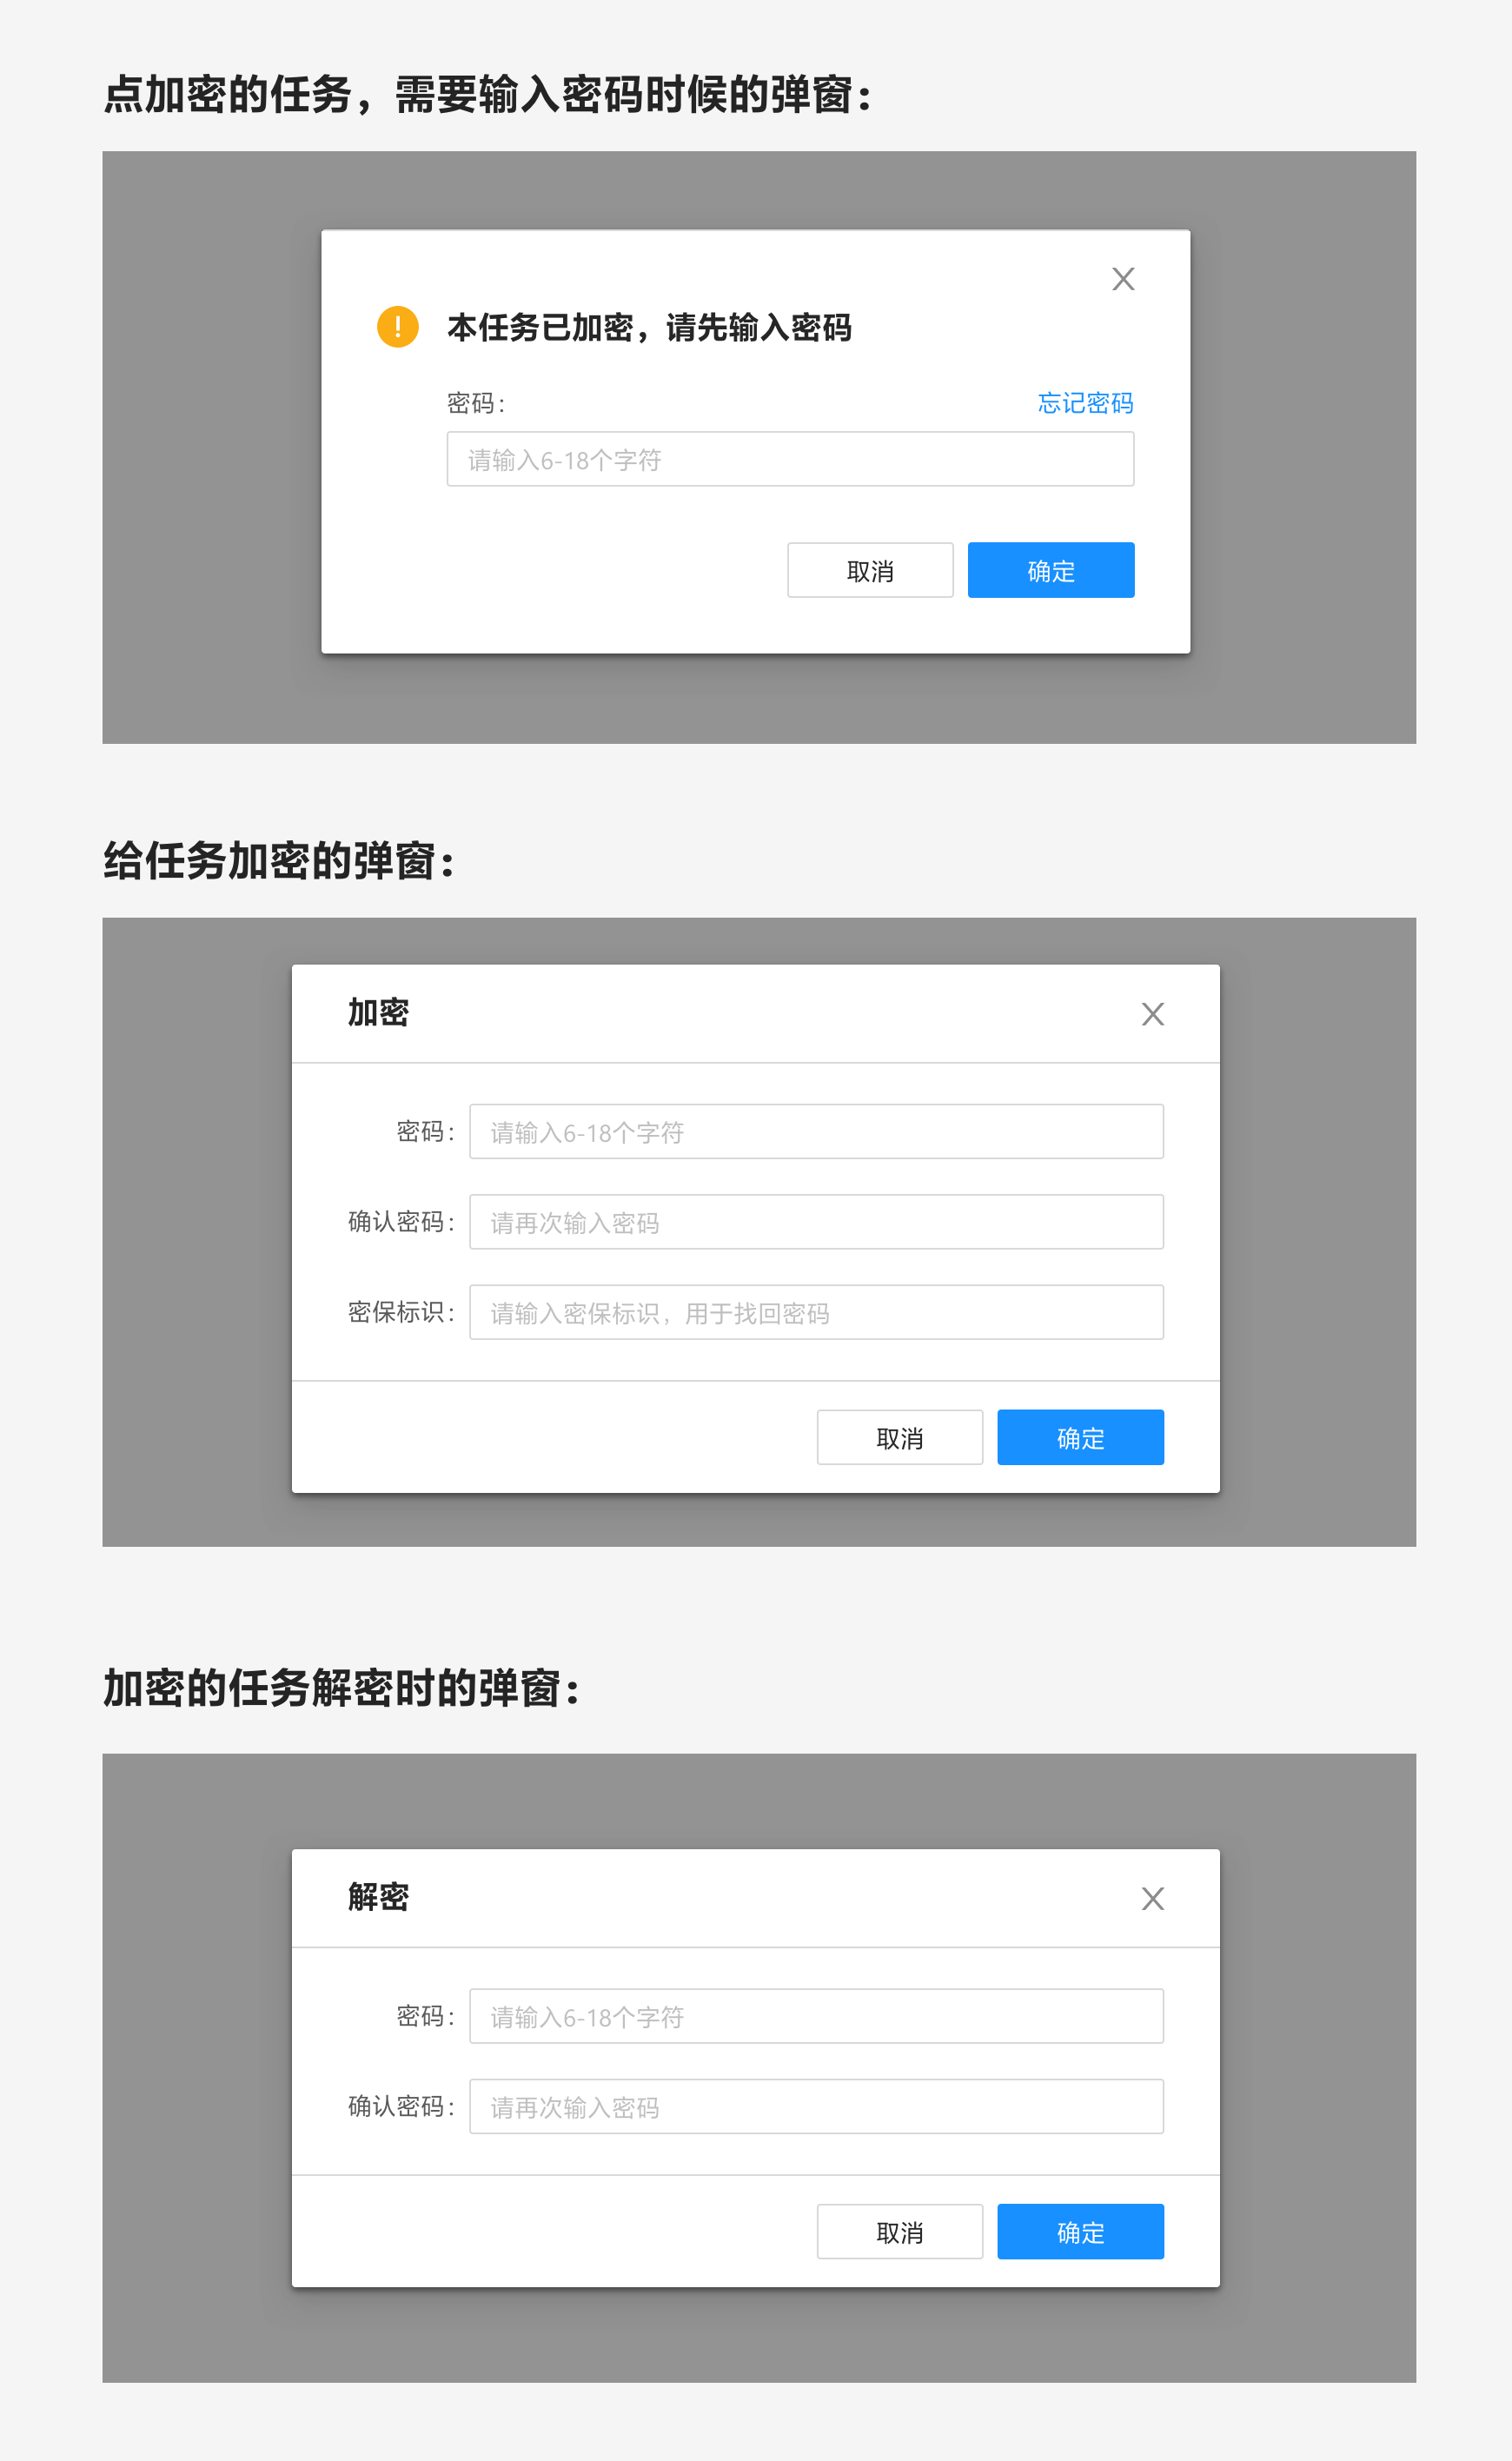 点加密的任务，需要输入密码时候的弹窗：
本任务已加密，请先输入密码
密码：
忘记密码
请输入6-18个字符
取消
确定
给任务加密的弹窗：
加密
密码：
请输入6-18个字符
确认密码：
请再次输入密码
密保标识：
请输入密保标识，用于找回密码
取消
确定
加密的任务解密时的弹窗：
解密
密码：
请输入6-18个字符
确认密码：
请再次输入密码
取消
确定